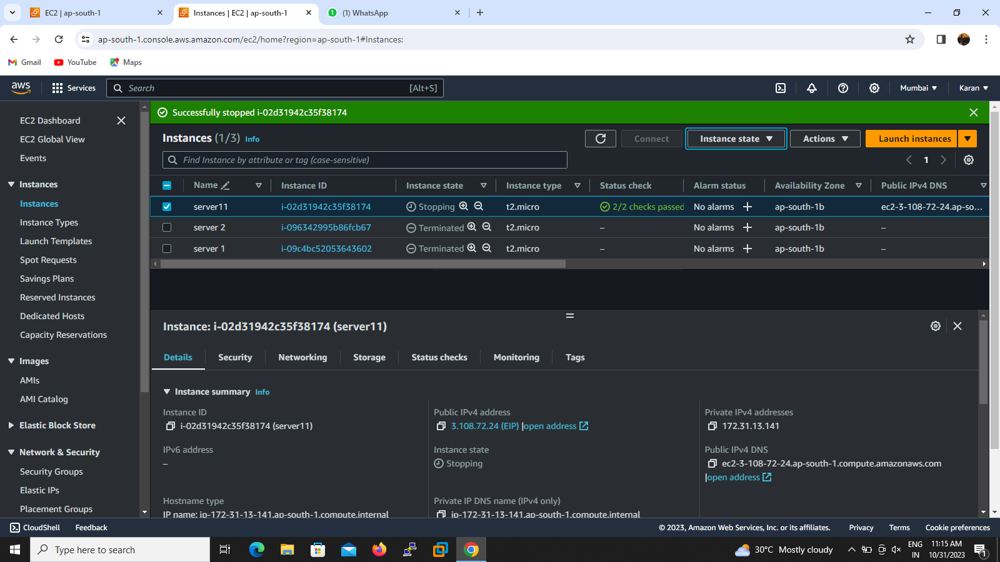 EC2 | ap-south-1
Instances | EC2 | ap-south-1
1 (1) WhatsApp
ap-south-1.console.aws.amazon.com/ec2/home?region=ap-south-1#Instances:
Gmail YouTube Maps
aws Services Search [Alt+S] Mumbai Karan
EC2 Dashboard
EC2 Global View
Events
Instances
Instances
Instance Types
Launch Templates
Spot Requests
Savings Plans
Reserved Instances
Dedicated Hosts
Capacity Reservations
Images
AMIs
AMI Catalog
Elastic Block Store
Network & Security
Security Groups
Elastic IPs
Placement Groups
Successfully stopped i-02d31942c35f38174
Instances (1/3) Info Connect Instance state Actions Launch instances
Find Instance by attribute or tag (case-sensitive) 1
Name Instance ID Instance state Instance type Status check Alarm status Availability Zone Public IPv4 DNS
server11 i-02d31942c35f38174 Stopping t2.micro 2/2 checks passed No alarms + ap-south-1b ec2-3-108-72-24.ap-so...
server 2 i-096342995b86fcb67 Terminated t2.micro – No alarms + ap-south-1b –
server 1 i-09c4bc52053643602 Terminated t2.micro – No alarms + ap-south-1b –
Instance: i-02d31942c35f38174 (server11)
Details Security Networking Storage Status checks Monitoring Tags
Instance summary Info
Instance ID
i-02d31942c35f38174 (server11)
Public IPv4 address
3.108.72.24 (EIP) |open address
Private IPv4 addresses
172.31.13.141
IPv6 address
–
Instance state
Stopping
Public IPv4 DNS
ec2-3-108-72-24.ap-south-1.compute.amazonaws.com
|open address
Hostname type
IP name: ip-172-31-13-141.ap-south-1.compute.internal
Private IP DNS name (IPv4 only)
ip-172-31-13-141.ap-south-1.compute.internal
CloudShell Feedback © 2023, Amazon Web Services, Inc. or its affiliates. Privacy Terms Cookie preferences
Type here to search 30°C Mostly cloudy
ENG
IN
11:15 AM
10/31/2023
1